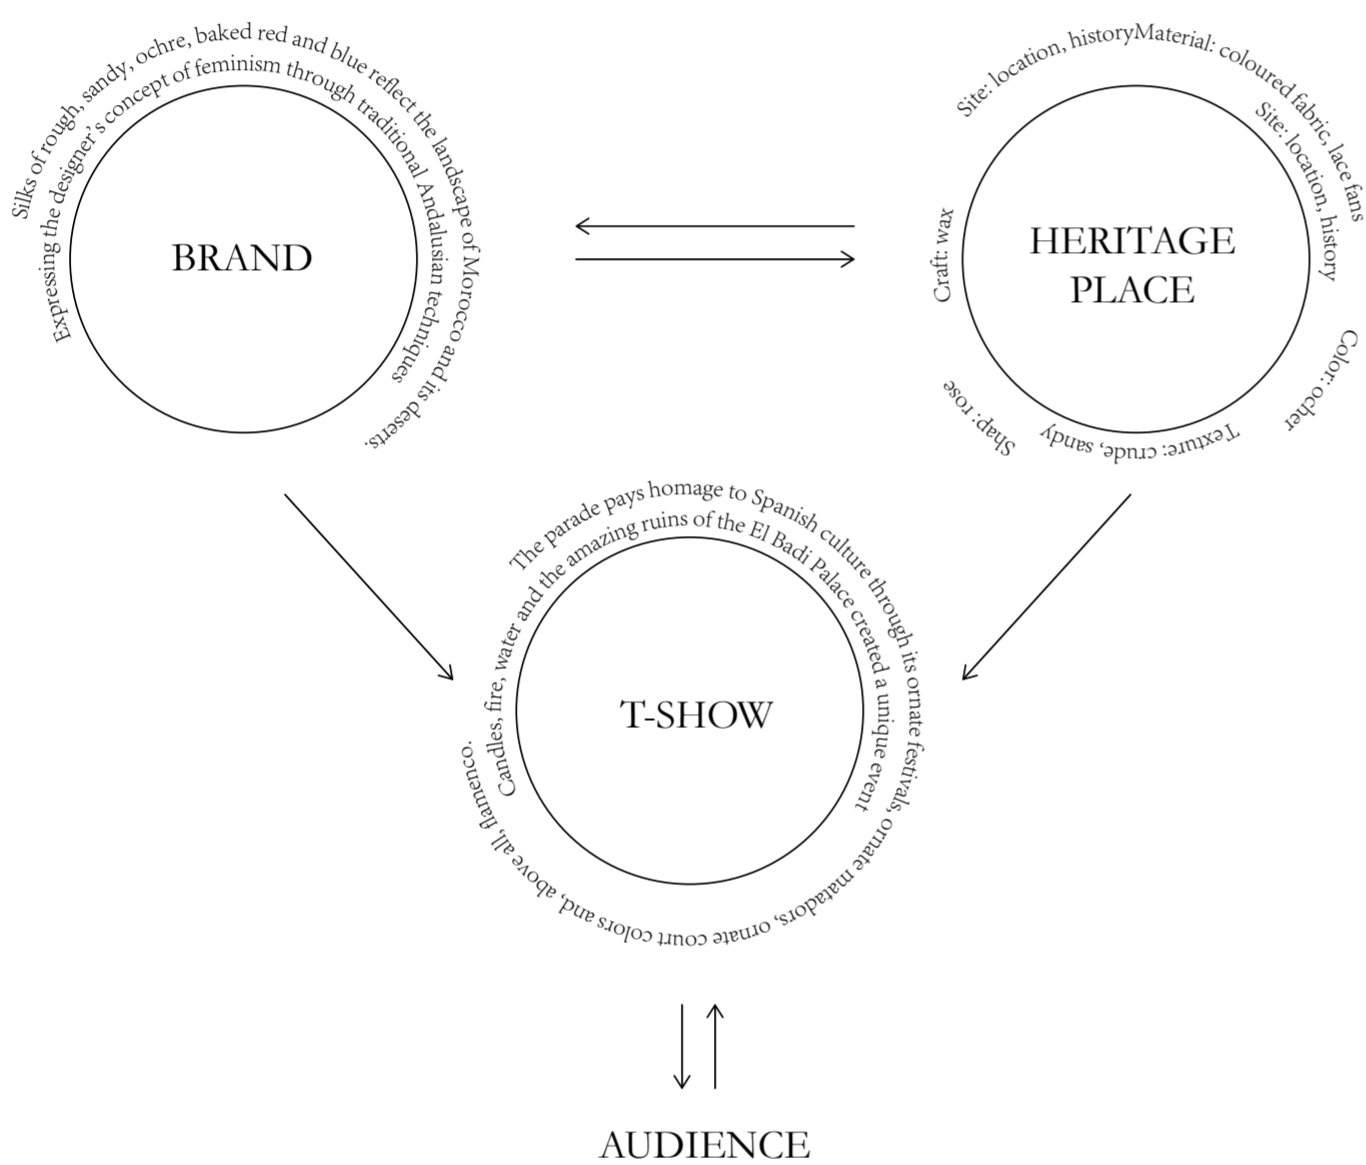 Silks of rough, sandy, ochre, baked red and blue reflect the landscape of Morocco and its deserts.
Expressing the designer's concept of feminism through traditional Andalusian techniques
BRAND
Site: location, historyMaterial: coloured fabric, lace fans
Site: location, history
Color: ocher
Texture: crude, sandy
Shap: rose
Craft: wax
HERITAGE
PLACE
The parade pays homage to Spanish culture through its ornate festivals, ornate matadors, ornate court colors and, above all, flamenco.
Candles, fire, water and the amazing ruins of the El Badi Palace created a unique event
T-SHOW
AUDIENCE